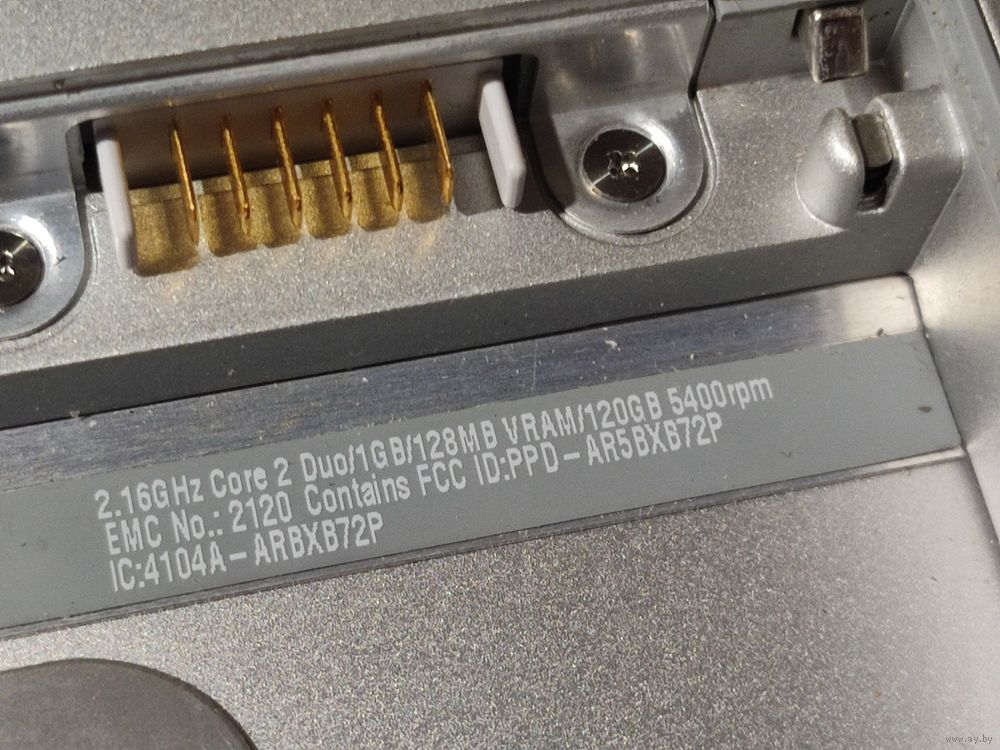 2.16GHz Core 2 Duo/1GB/128MB VRAM/120GB 5400rpm
EMC No.: 2120 Contains FCC ID:PPD-AR5BXB72P
IC:4104A-ARBXB72P
www.ay.by